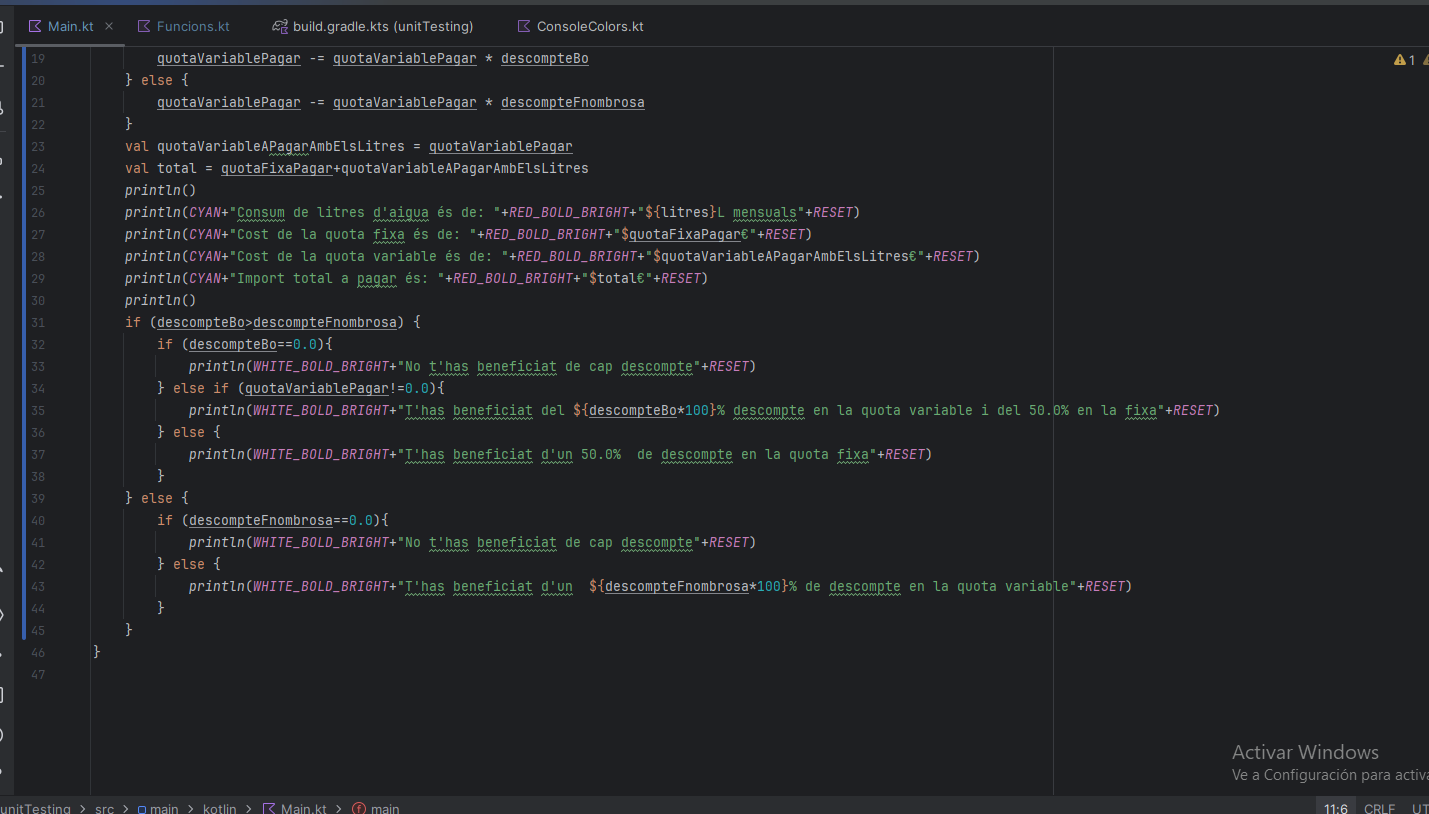 Main.kt × Funcions.kt build.gradle.kts (unitTesting) ConsoleColors.kt
19 quotaVariablePagar -= quotaVariablePagar * descompteBo
1
20 } else {
21 quotaVariablePagar -= quotaVariablePagar * descompteFnombrosa
22 }
23 val quotaVariableAPagarAmbElsLitres = quotaVariablePagar
24 val total = quotaFixaPagar+quotaVariableAPagarAmbElsLitres
25 println()
26 println(CYAN+"Consum de litres d'aigua és de: "+RED_BOLD_BRIGHT+"${litres}L mensuals"+RESET)
27 println(CYAN+"Cost de la quota fixa és de: "+RED_BOLD_BRIGHT+"$quotaFixaPagar€"+RESET)
28 println(CYAN+"Cost de la quota variable és de: "+RED_BOLD_BRIGHT+"$quotaVariableAPagarAmbElsLitres€"+RESET)
29 println(CYAN+"Import total a pagar és: "+RED_BOLD_BRIGHT+"$total€"+RESET)
30 println()
31 if (descompteBo>descompteFnombrosa) {
32 if (descompteBo==0.0){
33 println(WHITE_BOLD_BRIGHT+"No t'has beneficiat de cap descompte"+RESET)
34 } else if (quotaVariablePagar!=0.0){
35 println(WHITE_BOLD_BRIGHT+"T'has beneficiat del ${descompteBo*100}% descompte en la quota variable i del 50.0% en la fixa"+RESET)
36 } else {
37 println(WHITE_BOLD_BRIGHT+"T'has beneficiat d'un 50.0%  de descompte en la quota fixa"+RESET)
38 }
39 } else {
40 if (descompteFnombrosa==0.0){
41 println(WHITE_BOLD_BRIGHT+"No t'has beneficiat de cap descompte"+RESET)
42 } else {
43 println(WHITE_BOLD_BRIGHT+"T'has beneficiat d'un  ${descompteFnombrosa*100}% de descompte en la quota variable"+RESET)
44 }
45 }
46 }
47
Activar Windows
Ve a Configuración para activa
unitTesting > src > main > kotlin > Main.kt > main 11:6 CRLF UT